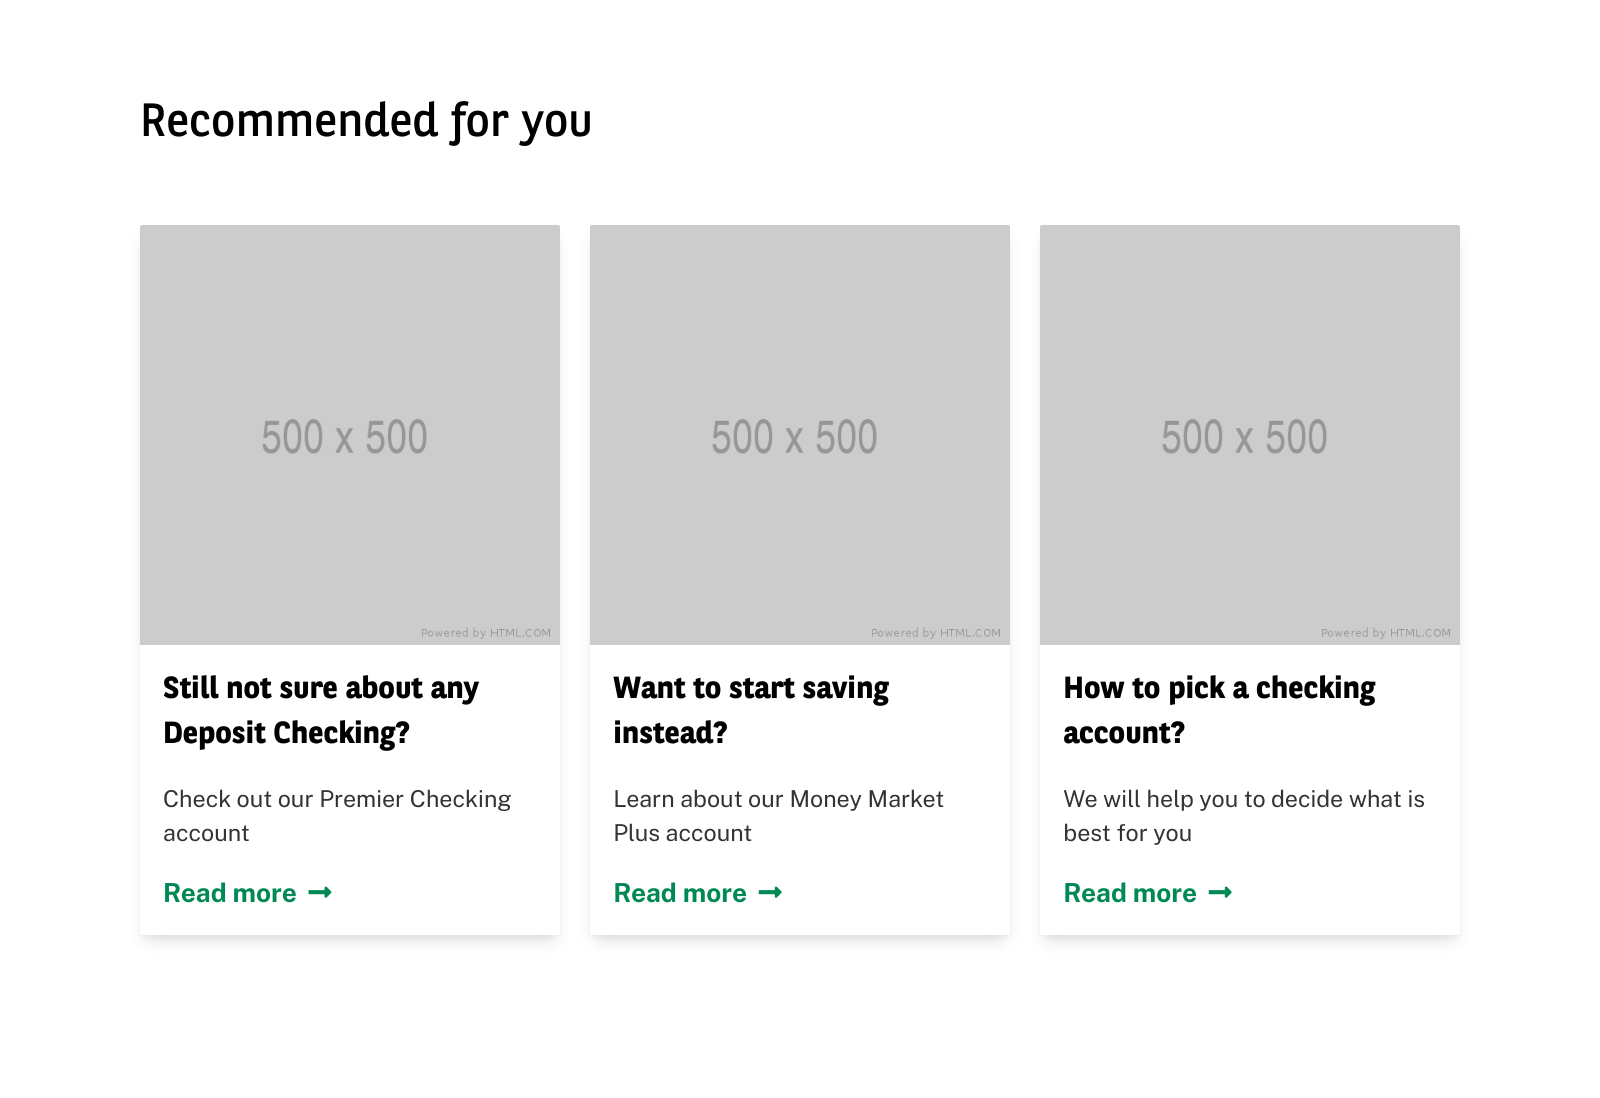 Recommended for you
500 x 500
Powered by HTML.COM
Still not sure about any
Deposit Checking?
Check out our Premier Checking
account
Read more
500 x 500
Powered by HTML.COM
Want to start saving
instead?
Learn about our Money Market
Plus account
Read more
500 x 500
Powered by HTML.COM
How to pick a checking
account?
We will help you to decide what is
best for you
Read more